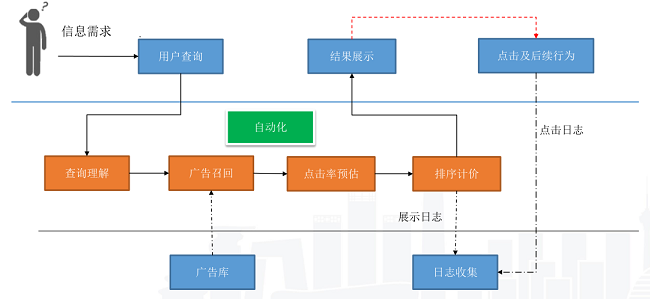 ?
信息需求
用户查询
结果展示
点击及后续行为
自动化
点击日志
查询理解
广告召回
点击率预估
排序计价
展示日志
广告库
日志收集